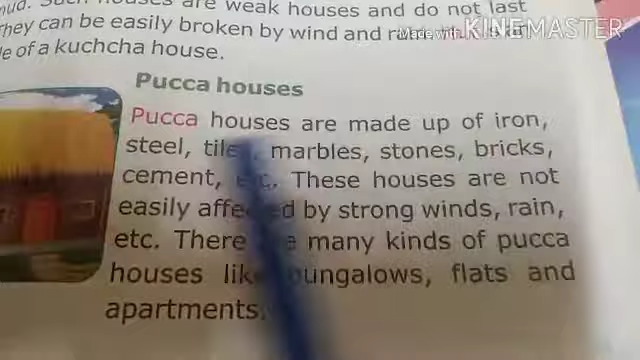 mud. Such houses are weak houses and do not last
They can be easily broken by wind and
of a kuchcha house.
Made with KINEMASTER
Pucca houses
Pucca houses are made up of iron,
steel, tiles, marbles, stones, bricks,
cement, etc. These houses are not
easily affected by strong winds, rain,
etc. There are many kinds of pucca
houses like bungalows, flats and
apartments.